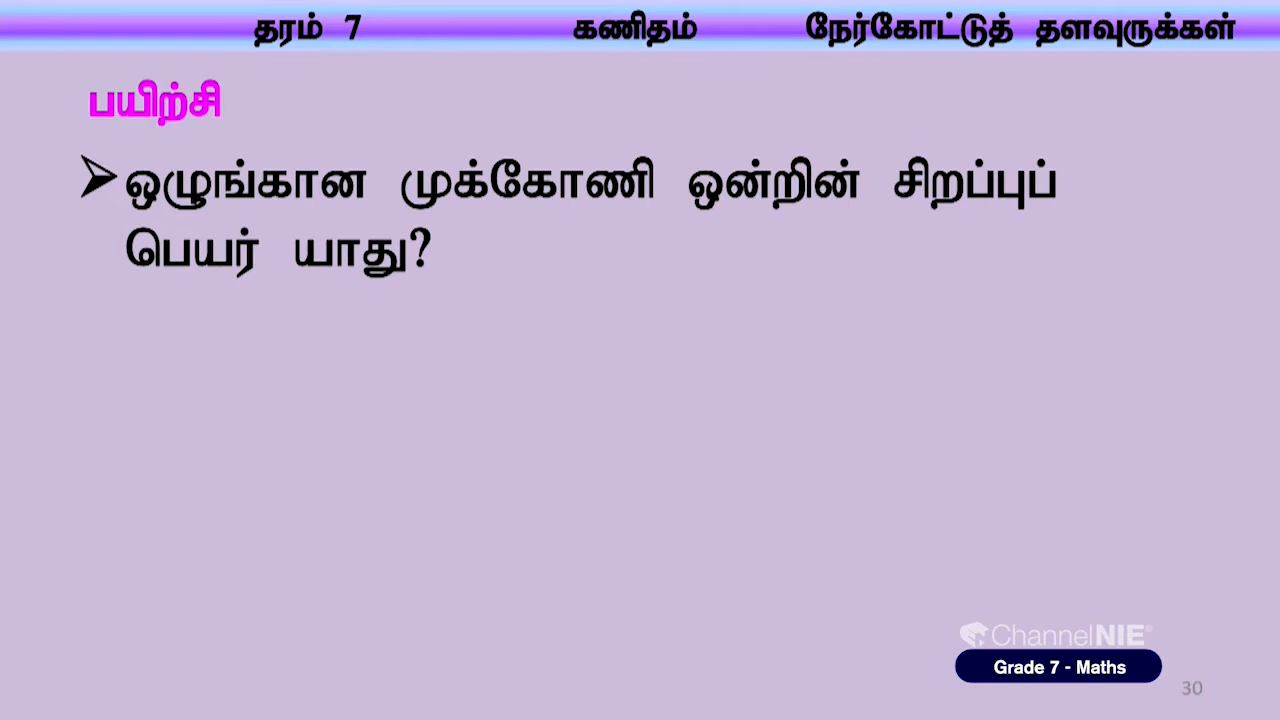 தரம் 7 கணிதம் நேர்கோட்டுத் தளவுருக்கள்
பயிற்சி
➢ஒழுங்கான முக்கோணி ஒன்றின் சிறப்புப்
பெயர் யாது?
ChannelNIE®
Grade 7 - Maths
30